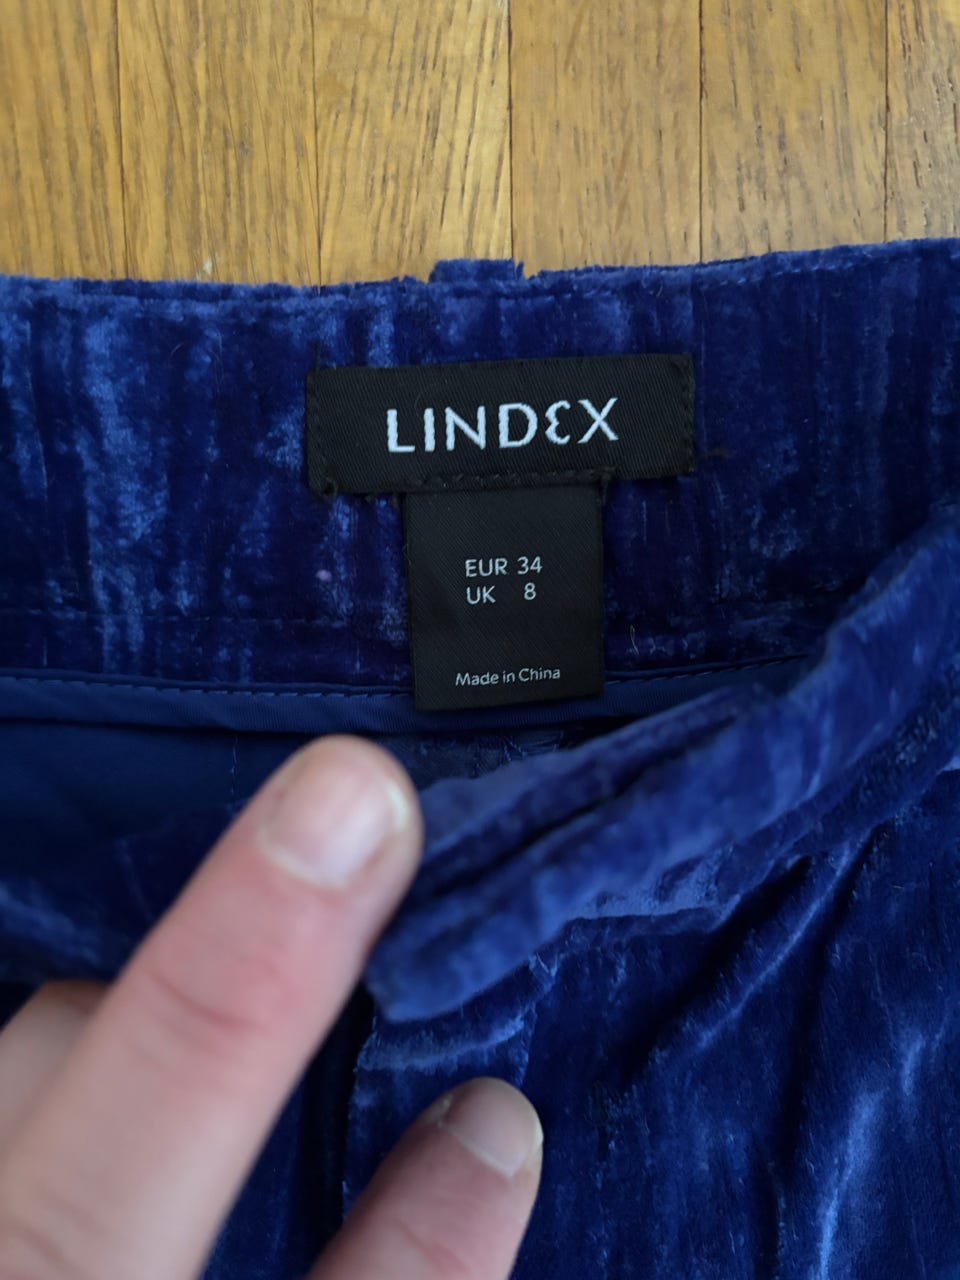 LINDEX
EUR 34
UK 8
Made in China